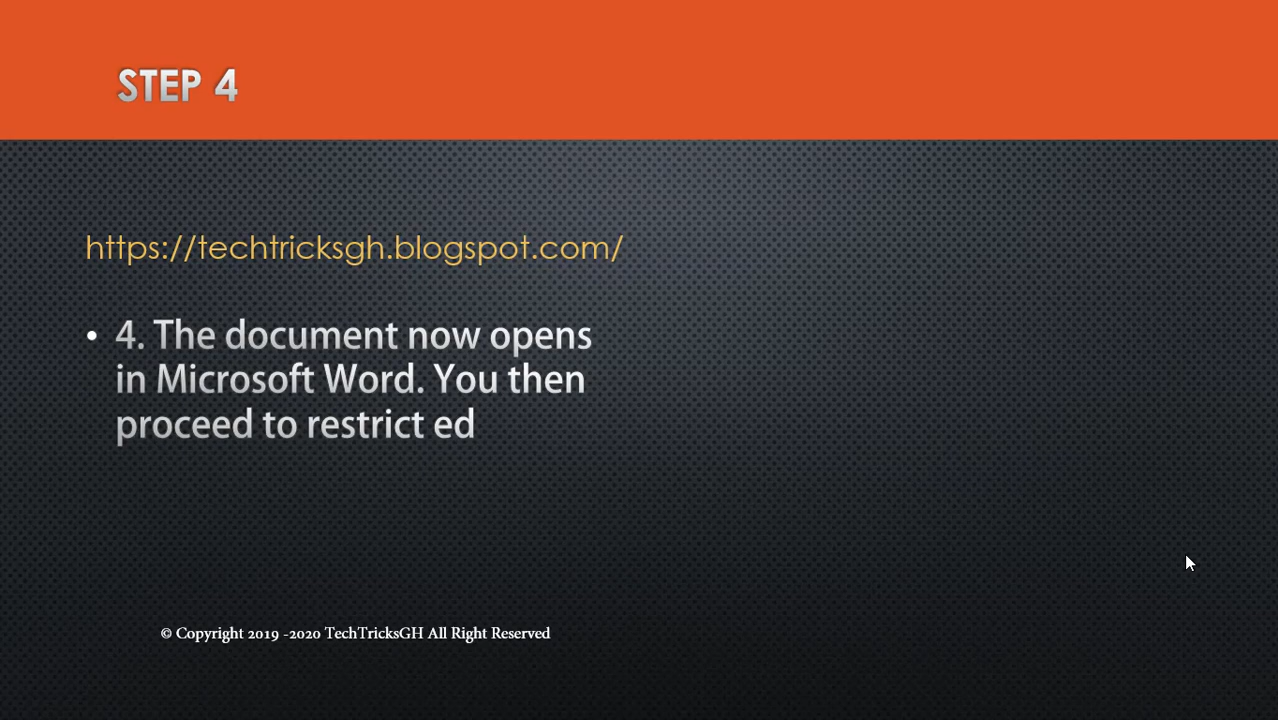 STEP 4
https://techtricksgh.blogspot.com/
• 4. The document now opens
in Microsoft Word. You then
proceed to restrict ed
© Copyright 2019 -2020 TechTricksGH All Right Reserved